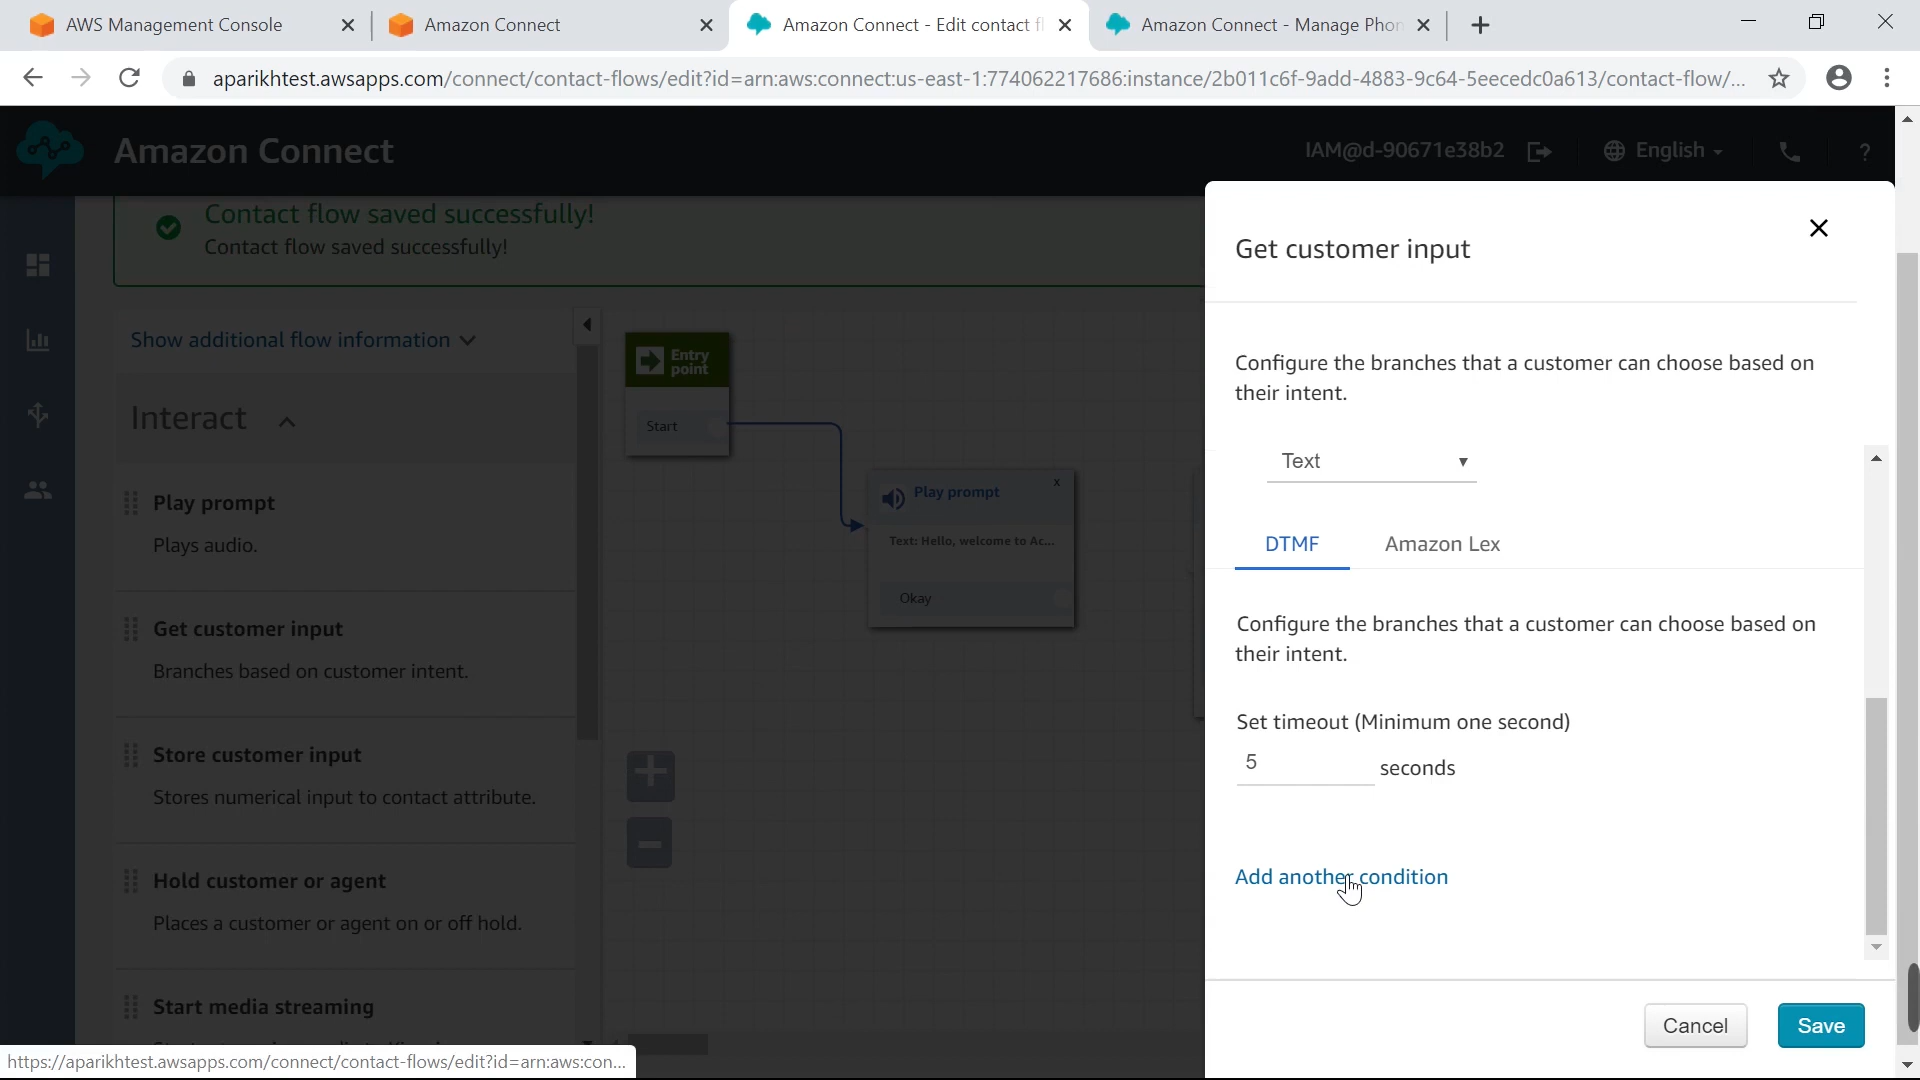 AWS Management Console
Amazon Connect
Amazon Connect - Edit contact fl
Amazon Connect - Manage Phon
aparikhtest.awsapps.com/connect/contact-flows/edit?id=arn:aws:connect:us-east-1:774062217686:instance/2b011c6f-9add-4883-9c64-5eecedc0a613/contact-flow/...
Amazon Connect
IAM@d-90671e38b2
English
?
Contact flow saved successfully!
Contact flow saved successfully!
Show additional flow information
Interact
Play prompt
Plays audio.
Get customer input
Branches based on customer intent.
Store customer input
Stores numerical input to contact attribute.
Hold customer or agent
Places a customer or agent on or off hold.
Start media streaming
Entry
point
Start
Play prompt
x
Text: Hello, welcome to Ac...
Okay
Get customer input
Configure the branches that a customer can choose based on
their intent.
Text
DTMF
Amazon Lex
Configure the branches that a customer can choose based on
their intent.
Set timeout (Minimum one second)
5
seconds
Add another condition
Cancel
Save
https://aparikhtest.awsapps.com/connect/contact-flows/edit?id=arn:aws:con...